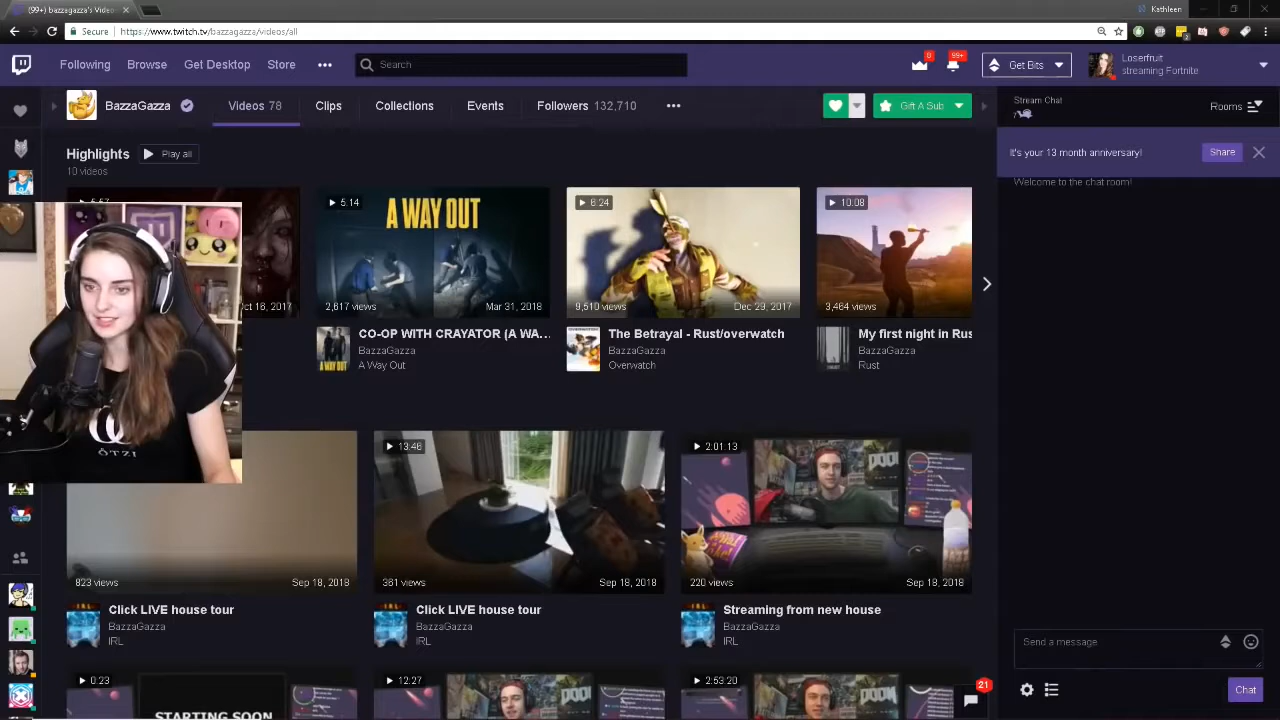 (99+) bazzagazza's Video
Kathleen
Secure
https://www.twitch.tv/bazzagazza/videos/all
Following
Browse
Get Desktop
Store
Search
0
99+
Get Bits
Loserfruit
streaming Fortnite
BazzaGazza
Videos 78
Clips
Collections
Events
Followers 132,710
Gift A Sub
Stream Chat
Rooms
It's your 13 month anniversary!
Share
Welcome to the chat room!
Highlights
Play all
10 videos
5:14
A WAY OUT
2,617 views
Mar 31, 2018
6:24
9,510 views
Dec 29, 2017
10:08
3,464 views
Oct 16, 2017
CO-OP WITH CRAYATOR (A WA...
BazzaGazza
A Way Out
The Betrayal - Rust/overwatch
BazzaGazza
Overwatch
My first night in Rus
BazzaGazza
Rust
ÖTZI
823 views
Sep 18, 2018
13:46
361 views
Sep 18, 2018
2:01:13
220 views
Sep 18, 2018
Click LIVE house tour
BazzaGazza
IRL
Click LIVE house tour
BazzaGazza
IRL
Streaming from new house
BazzaGazza
IRL
0:23
STARTING SOON
12:27
2:53:20
Send a message
21
Chat